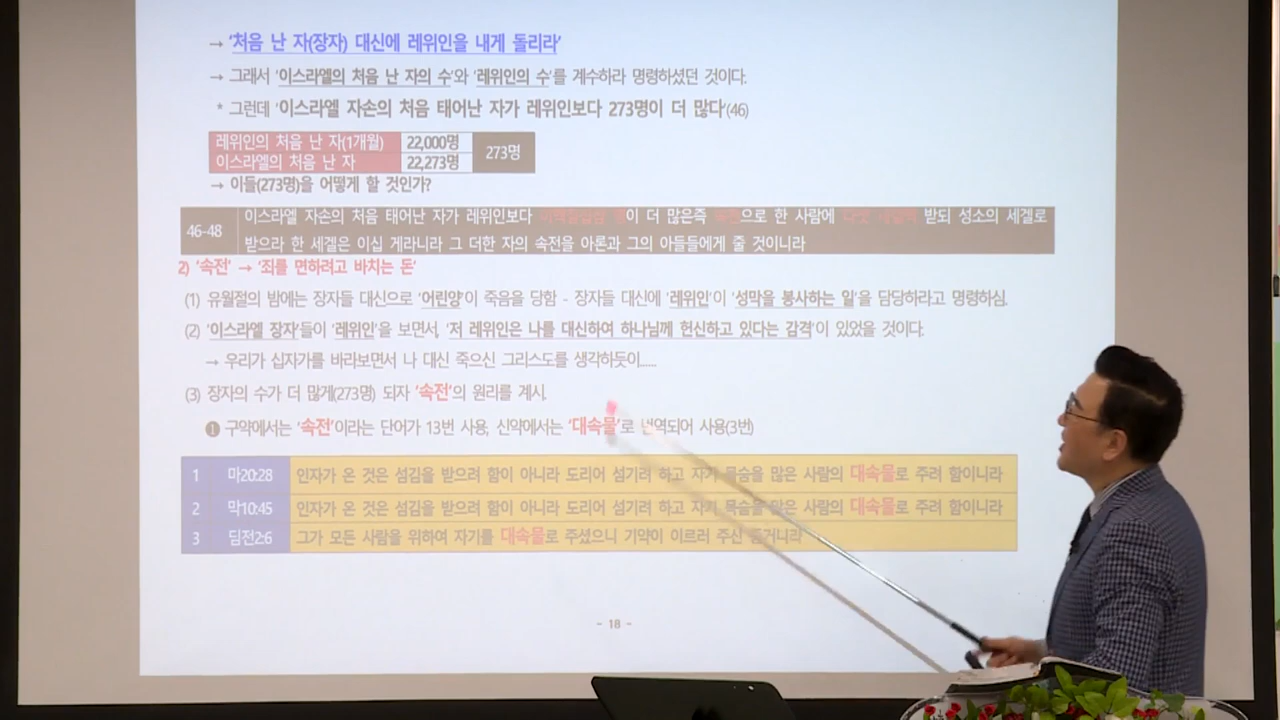 → '처음 난 자(장자) 대신에 레위인을 내게 돌리라'
→ 그래서 '이스라엘의 처음 난 자의 수'와 '레위인의 수'를 계수하라 명령하셨던 것이다.
* 그런데 '이스라엘 자손의 처음 태어난 자가 레위인보다 273명이 더 많다'(46)
레위인의 처음 난 자(1개월) 22,000명 273명
이스라엘의 처음 난 자 22,273명
→ 이들(273명)을 어떻게 할 것인가?
46-48 이스라엘 자손의 처음 태어난 자가 레위인보다 이 더 많은즉 속전으로 한 사람에 받되 성소의 세겔로
받으라 한 세겔은 이십 게라니라 그 더한 자의 속전을 아론과 그의 아들들에게 줄 것이니라
2) '속전' → '죄를 면하려고 바치는 돈'
(1) 유월절의 밤에는 장자들 대신으로 '어린양'이 죽음을 당함 - 장자들 대신에 '레위인'이 '성막을 봉사하는 일'을 담당하라고 명령하심.
(2) '이스라엘 장자'들이 '레위인'을 보면서, '저 레위인은 나를 대신하여 하나님께 헌신하고 있다는 감격'이 있었을 것이다.
→ 우리가 십자가를 바라보면서 나 대신 죽으신 그리스도를 생각하듯이......
(3) 장자의 수가 더 많게(273명) 되자 '속전'의 원리를 계시.
❶ 구약에서는 '속전'이라는 단어가 13번 사용, 신약에서는 '대속물'로 번역되어 사용(3번)
1 마20:28 인자가 온 것은 섬김을 받으려 함이 아니라 도리어 섬기려 하고 자기 목숨을 많은 사람의 대속물로 주려 함이니라
2 막10:45 인자가 온 것은 섬김을 받으려 함이 아니라 도리어 섬기려 하고 자기 목숨을 많은 사람의 대속물로 주려 함이니라
3 딤전2:6 그가 모든 사람을 위하여 자기를 대속물로 주셨으니 기약이 이르러 주신 증거니라
- 18 -